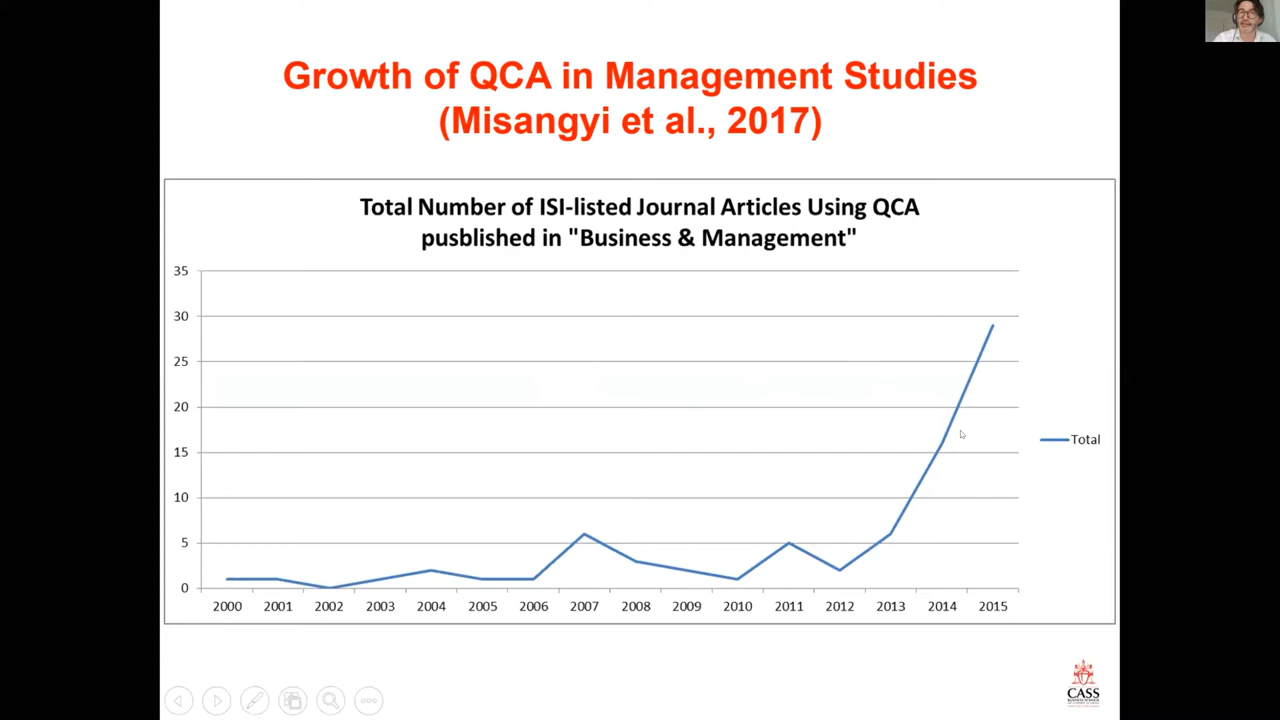 Growth of QCA in Management Studies
(Misangyi et al., 2017)
Total Number of ISI-listed Journal Articles Using QCA
pusblished in "Business & Management"
35
30
25
20
15
10
5
0
2000 2001 2002 2003 2004 2005 2006 2007 2008 2009 2010 2011 2012 2013 2014 2015
Total
CASS